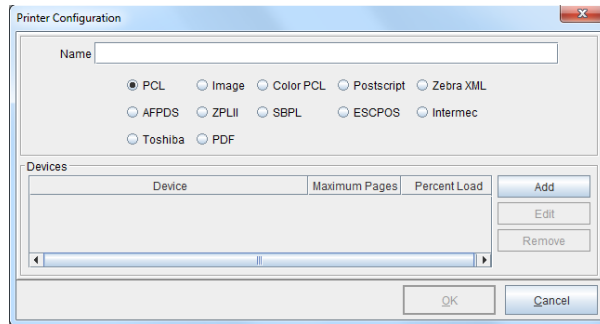 Printer Configuration
Name
PCL Image Color PCL Postscript Zebra XML
AFPDS ZPLII SBPL ESCPOS Intermec
Toshiba PDF
Devices
Device Maximum Pages Percent Load
Add
Edit
Remove
OK Cancel